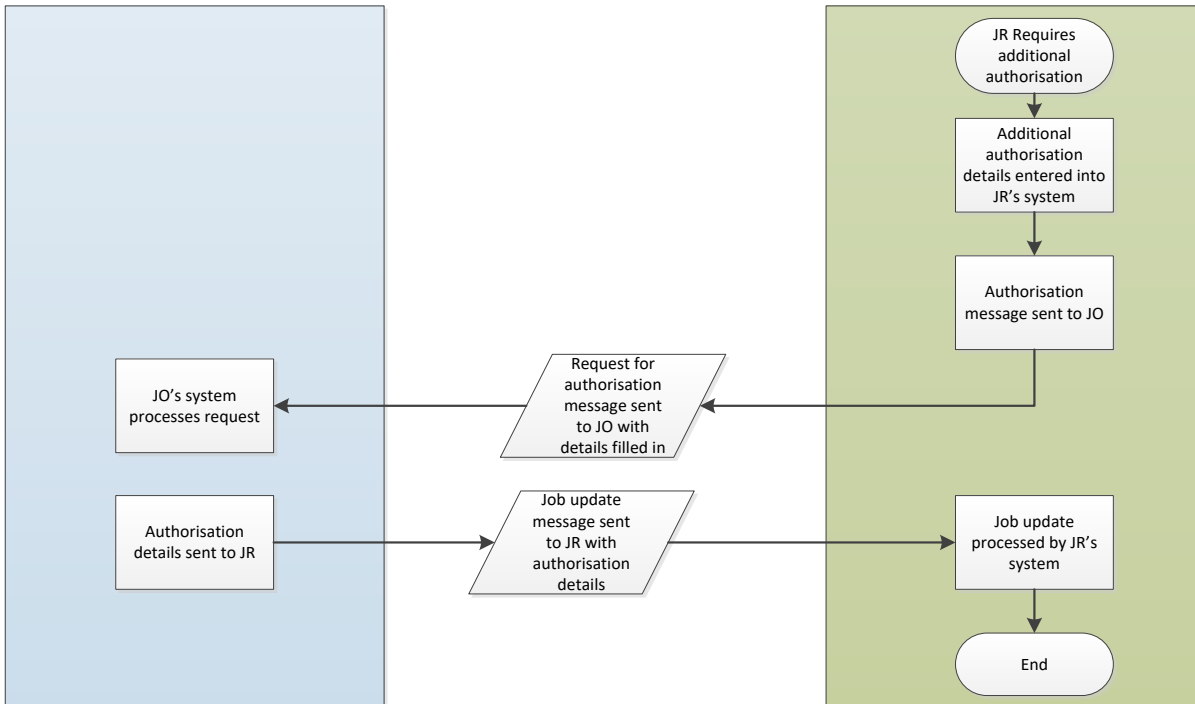 JR Requires
additional
authorisation
Additional
authorisation
details entered into
JR's system
Authorisation
message sent to JO
Request for
authorisation
message sent
to JO with
details filled in
JO's system
processes request
Authorisation
details sent to JR
Job update
message sent
to JR with
authorisation
details
Job update
processed by JR's
system
End